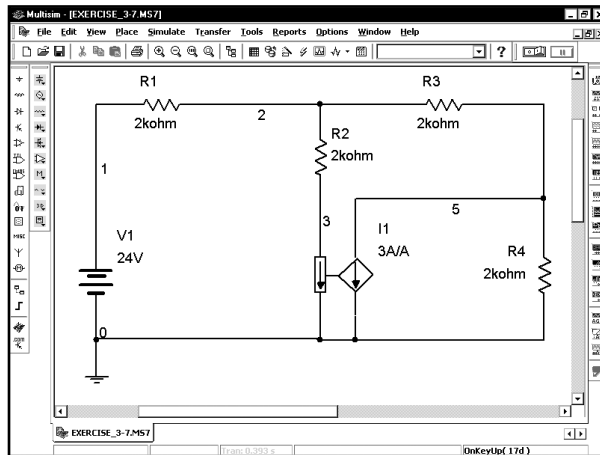 Multisim - [EXERCISE_3-7.MS7]
File Edit View Place Simulate Transfer Tools Reports Options Window Help
R1
2kohm
2
R3
2kohm
R2
2kohm
1
3
5
V1
24V
I1
3A/A
R4
2kohm
0
MISC
EXERCISE_3-7.MS7
Tran: 0.393 s
OnKeyUp( 17d )